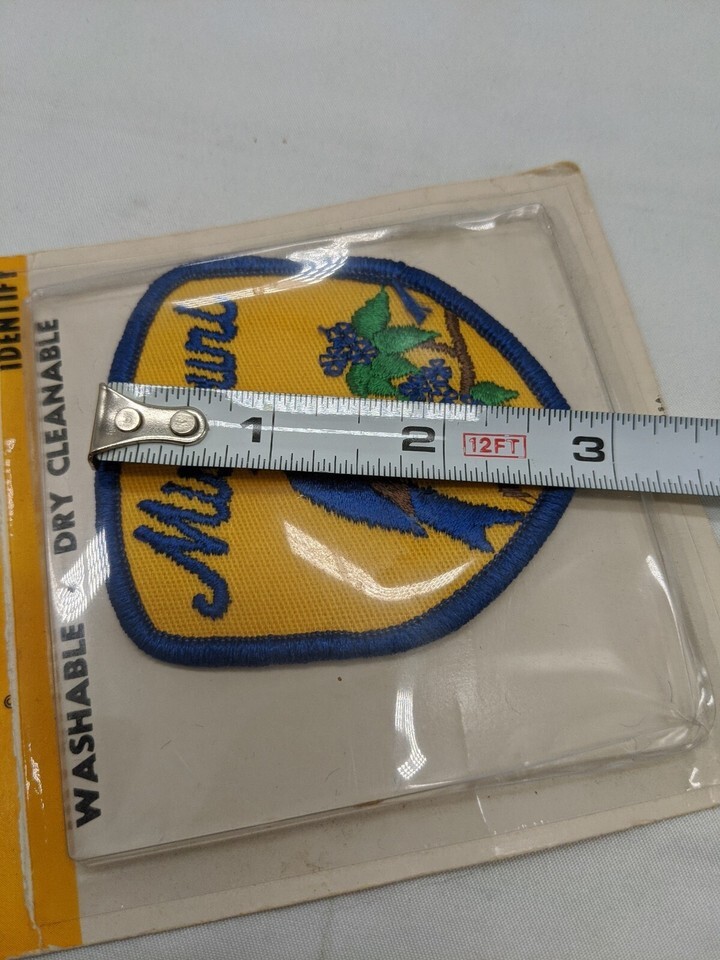 IDENTIFY
WASHABLE • DRY CLEANABLE
®
1 2 12FT 3